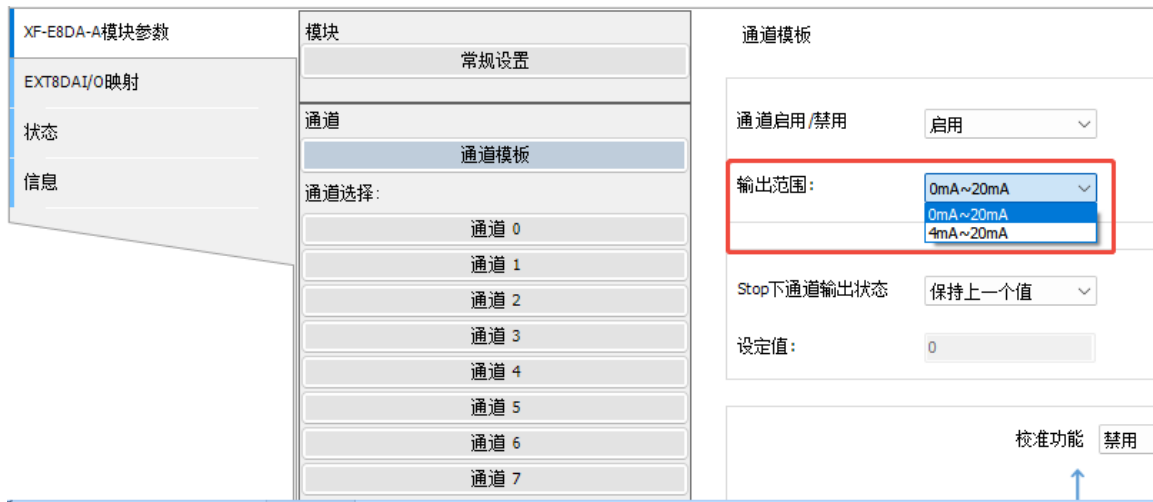 XF-E8DA-A模块参数
EXT8DAI/O映射
状态
信息
模块
常规设置
通道
通道模板
通道选择:
通道 0
通道 1
通道 2
通道 3
通道 4
通道 5
通道 6
通道 7
通道模板
通道启用/禁用
启用
输出范围:
0mA~20mA
0mA~20mA
4mA~20mA
Stop下通道输出状态
保持上一个值
设定值:
0
校准功能
禁用